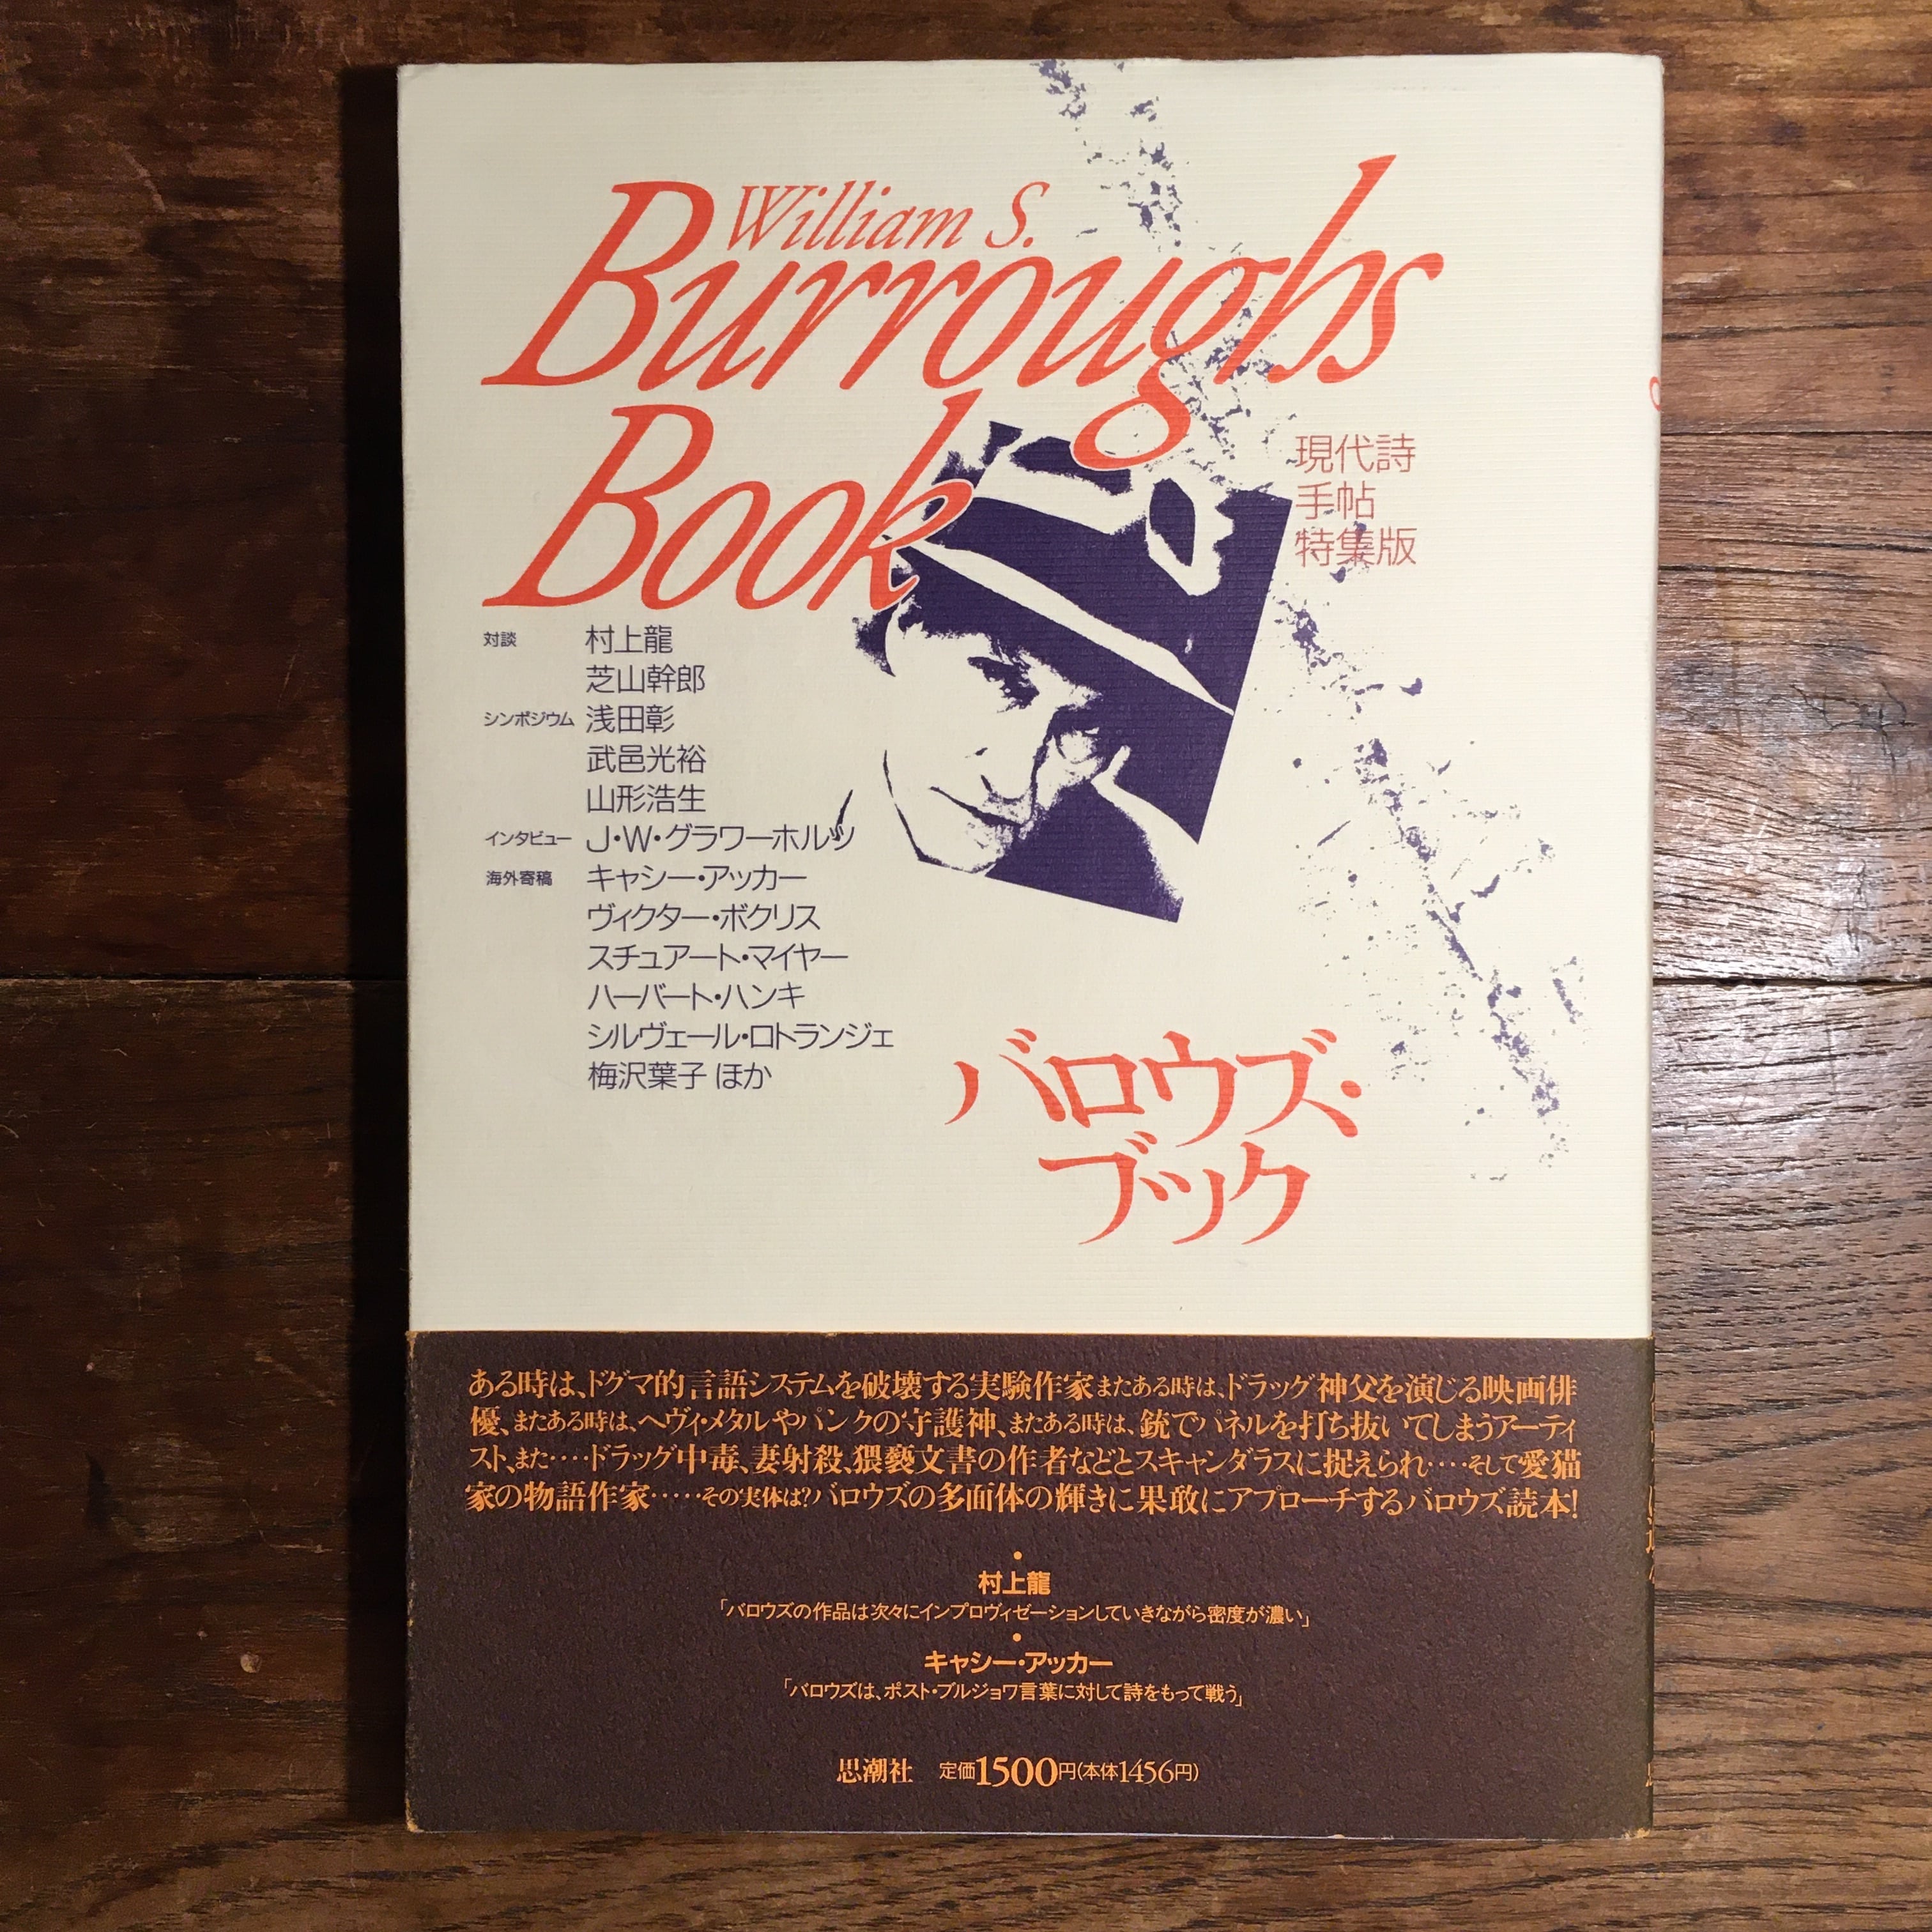 William S.
Burroughs
Book
現代詩
手帖
特集版
対談 村上龍
芝山幹郎
シンポジウム 浅田彰
武邑光裕
山形浩生
インタビュー J・W・グラワーホルツ
海外寄稿 キャシー・アッカー
ヴィクター・ボクリス
スチュアート・マイヤー
ハーバート・ハンキ
シルヴェール・ロトランジェ
梅沢葉子 ほか
バロウズ・
ブック
ある時は、ドグマ的言語システムを破壊する実験作家またある時は、ドラッグ神父を演じる映画俳
優、またある時は、ヘヴィ・メタルやパンクの守護神、またある時は、銃でパネルを打ち抜いてしまうアーティ
スト、また‥‥ドラッグ中毒、妻射殺、猥褻文書の作者などとスキャンダラスに捉えられ‥‥そして愛猫
家の物語作家‥‥‥その実体は?バロウズの多面体の輝きに果敢にアプローチするバロウズ読本!
●
村上龍
「バロウズの作品は次々にインプロヴィゼーションしていきながら密度が濃い」
●
キャシー・アッカー
「バロウズは、ポスト・ブルジョワ言葉に対して詩をもって戦う」
思潮社 定価1500円(本体1456円)